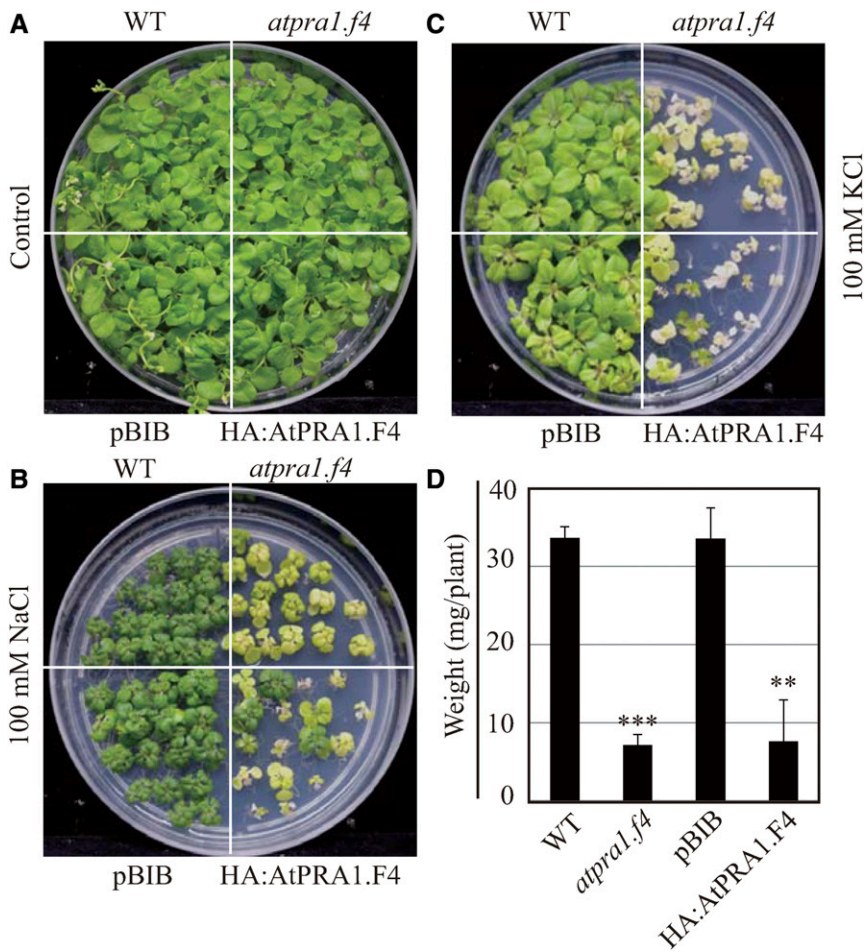 A
WT
atpra1.f4
Control
pBIB
HA:AtPRA1.F4
B
WT
atpra1.f4
100 mM NaCl
pBIB
HA:AtPRA1.F4
C
WT
atpra1.f4
100 mM KCl
pBIB
HA:AtPRA1.F4
D
Weight (mg/plant)
40
30
20
10
0
***
**
WT
atpra1.f4
pBIB
HA:AtPRA1.F4